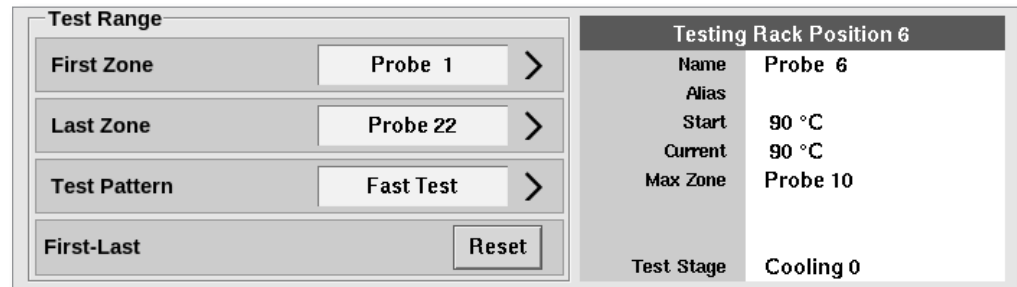 Test Range
First Zone Probe 1
Last Zone Probe 22
Test Pattern Fast Test
First-Last Reset
Testing Rack Position 6
Name Probe 6
Alias
Start 90 °C
Current 90 °C
Max Zone Probe 10
Test Stage Cooling 0